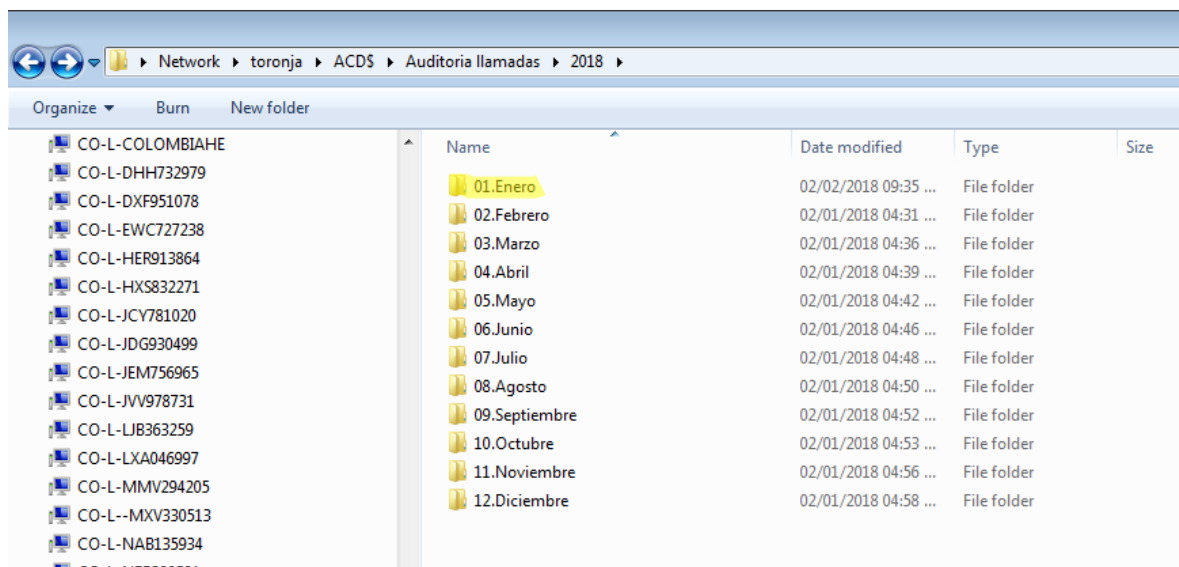 Network ▸ toronja ▸ ACD$ ▸ Auditoria llamadas ▸ 2018 ▸
Organize Burn New folder
CO-L-COLOMBIAHE
CO-L-DHH732979
CO-L-DXF951078
CO-L-EWC727238
CO-L-HER913864
CO-L-HXS832271
CO-L-JCY781020
CO-L-JDG930499
CO-L-JEM756965
CO-L-JVV978731
CO-L-LJB363259
CO-L-LXA046997
CO-L-MMV294205
CO-L--MXV330513
CO-L-NAB135934
Name Date modified Type Size
01.Enero 02/02/2018 09:35 ... File folder
02.Febrero 02/01/2018 04:31 ... File folder
03.Marzo 02/01/2018 04:36 ... File folder
04.Abril 02/01/2018 04:39 ... File folder
05.Mayo 02/01/2018 04:42 ... File folder
06.Junio 02/01/2018 04:46 ... File folder
07.Julio 02/01/2018 04:48 ... File folder
08.Agosto 02/01/2018 04:50 ... File folder
09.Septiembre 02/01/2018 04:52 ... File folder
10.Octubre 02/01/2018 04:53 ... File folder
11.Noviembre 02/01/2018 04:56 ... File folder
12.Diciembre 02/01/2018 04:58 ... File folder